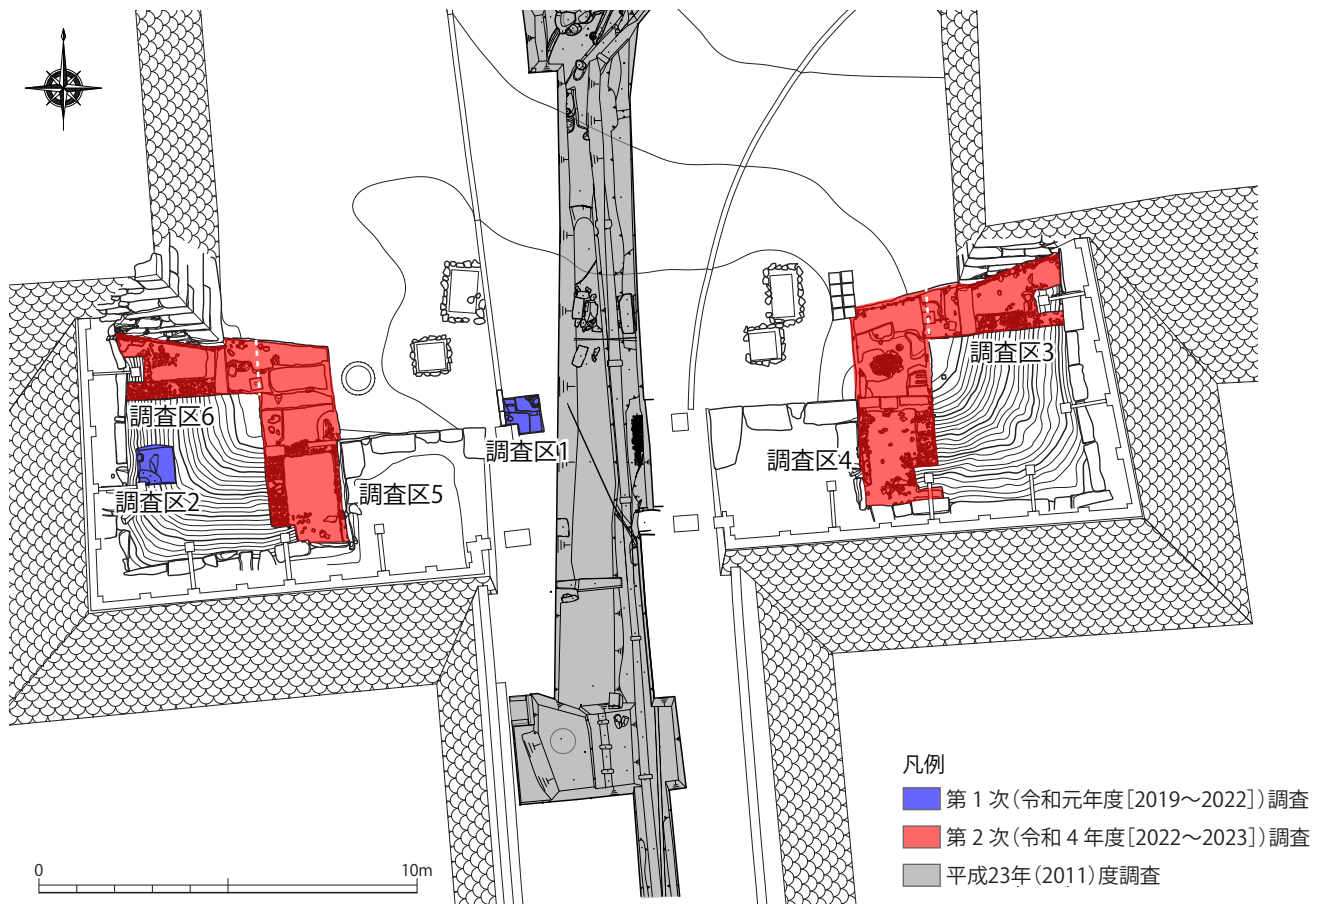 調査区3
調査区6
調査区1
調査区4
調査区2
調査区5
凡例
第1次(令和元年度[2019～2022])調査
第2次(令和4年度[2022～2023])調査
平成23年(2011)度調査
0 10m